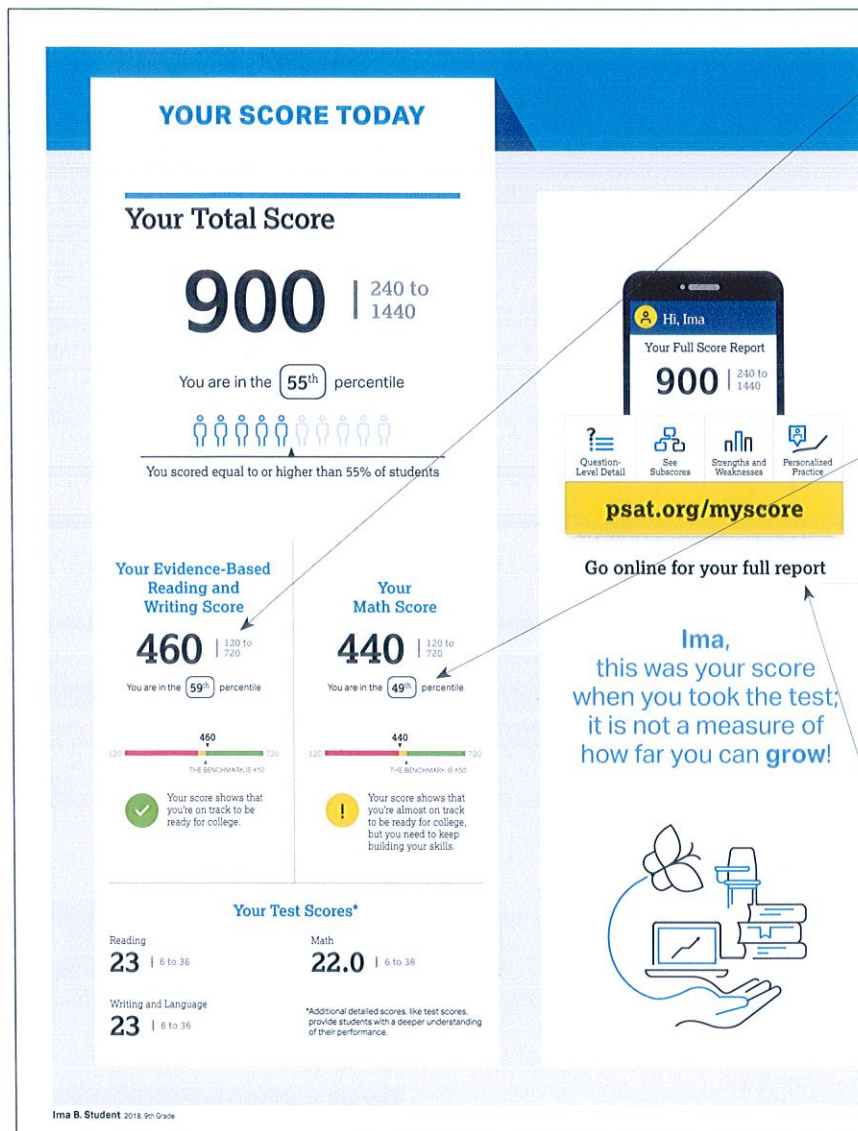 YOUR SCORE TODAY
Your Total Score
900 | 240 to
1440
You are in the 55th percentile
You scored equal to or higher than 55% of students
Your Evidence-Based
Reading and
Writing Score
460 | 120 to
720
You are in the 59th percentile
460
120 720
THE BENCHMARK IS 410
Your score shows that
you're on track to be
ready for college.
Your
Math Score
440 | 120 to
720
You are in the 49th percentile
440
120 720
THE BENCHMARK IS 450
!
Your score shows that
you're almost on track
to be ready for college,
but you need to keep
building your skills.
Your Test Scores*
Reading
23 | 6 to 36
Math
22.0 | 6 to 36
Writing and Language
23 | 6 to 36
*Additional detailed scores, like test scores,
provide students with a deeper understanding
of their performance.
Hi, Ima
Your Full Score Report
900 | 240 to
1440
?
Question-
Level Detail
See
Subscores
Strengths and
Weaknesses
Personalized
Practice
psat.org/myscore
Go online for your full report
Ima,
this was your score
when you took the test;
it is not a measure of
how far you can grow!
Ima B. Student 2018, 9th Grade